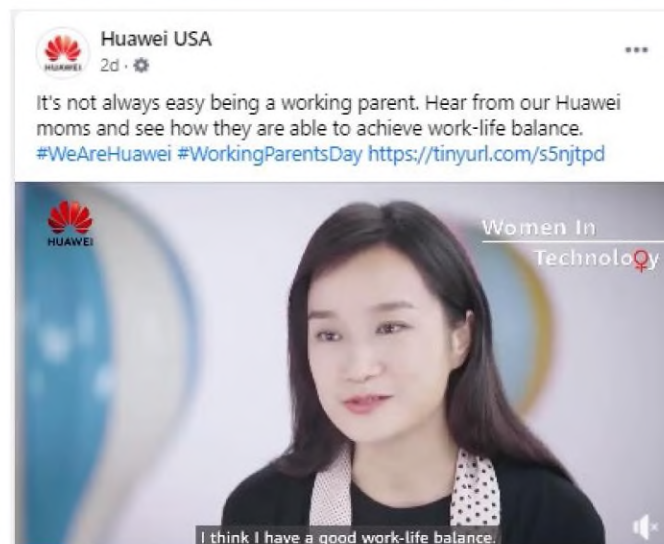 Huawei USA
HUAWEI
2d ·
It's not always easy being a working parent. Hear from our Huawei
moms and see how they are able to achieve work-life balance.
#WeAreHuawei #WorkingParentsDay https://tinyurl.com/s5njtpd
HUAWEI
Women In
Technology
I think I have a good work-life balance.